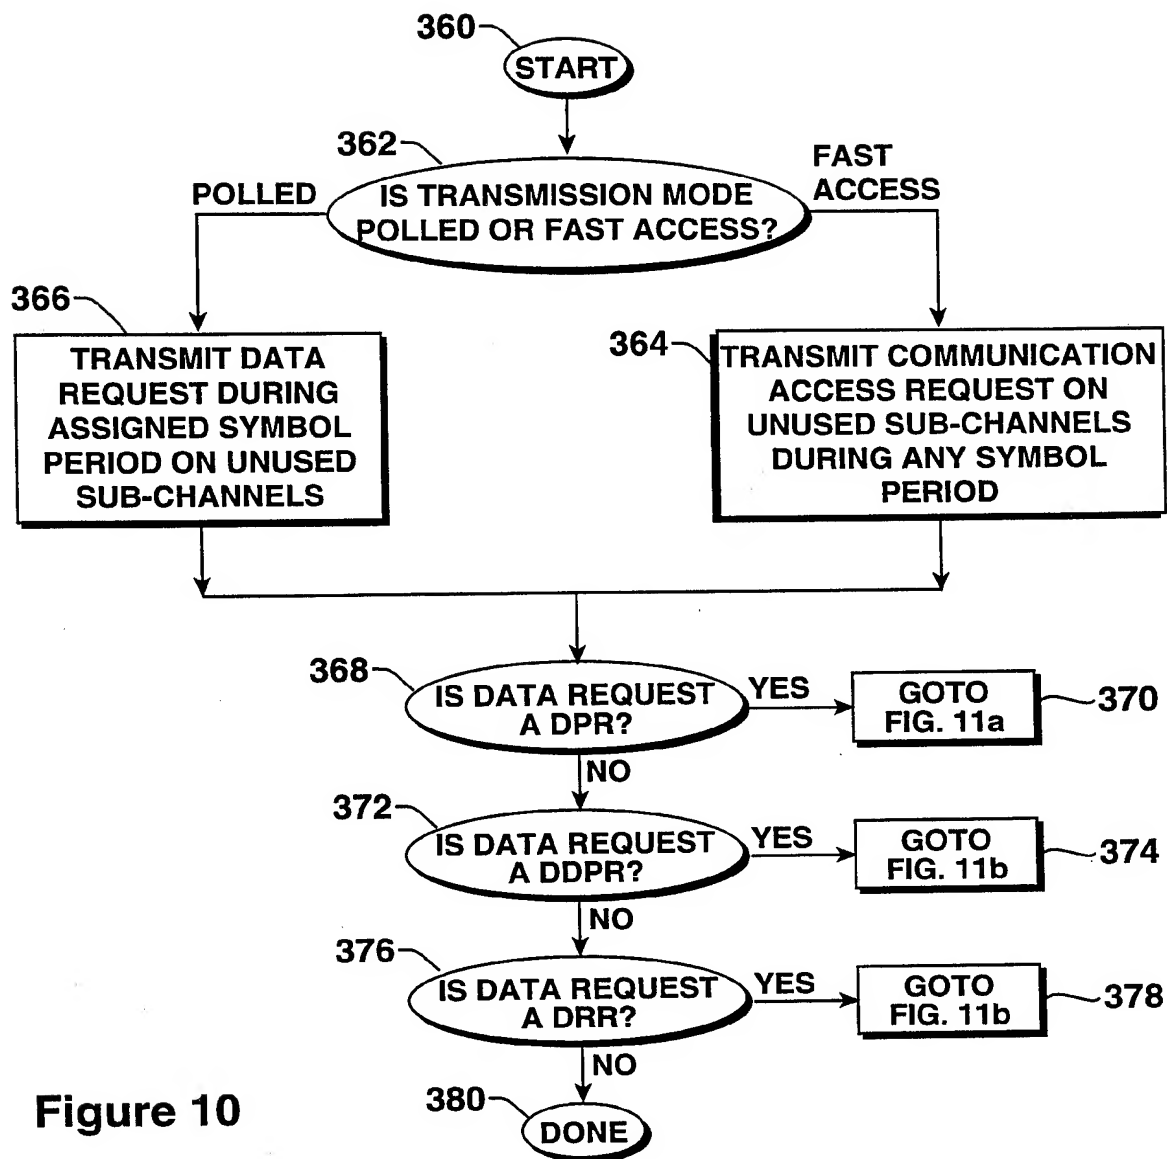 360
START
362
IS TRANSMISSION MODE
POLLED OR FAST ACCESS?
POLLED
FAST
ACCESS
366
TRANSMIT DATA
REQUEST DURING
ASSIGNED SYMBOL
PERIOD ON UNUSED
SUB-CHANNELS
364
TRANSMIT COMMUNICATION
ACCESS REQUEST ON
UNUSED SUB-CHANNELS
DURING ANY SYMBOL
PERIOD
368
IS DATA REQUEST
A DPR?
YES
GOTO
FIG. 11a
370
NO
372
IS DATA REQUEST
A DDPR?
YES
GOTO
FIG. 11b
374
NO
376
IS DATA REQUEST
A DRR?
YES
GOTO
FIG. 11b
378
NO
380
DONE
Figure 10